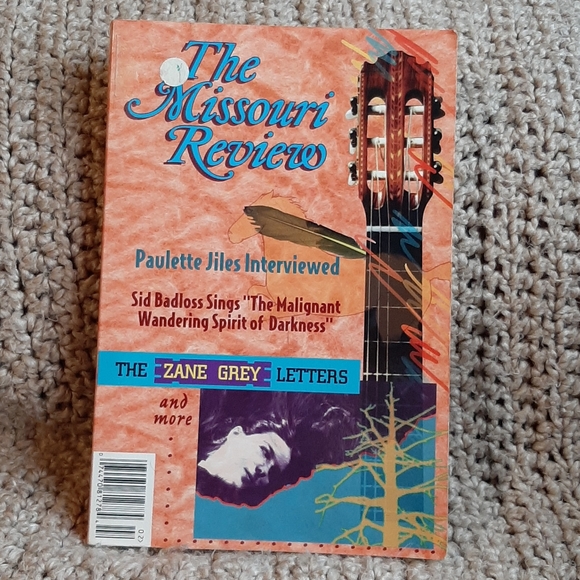 The
Missouri
Review
Paulette Jiles Interviewed
Sid Badloss Sings "The Malignant
Wandering Spirit of Darkness"
THE ZANE GREY LETTERS
and
more
02